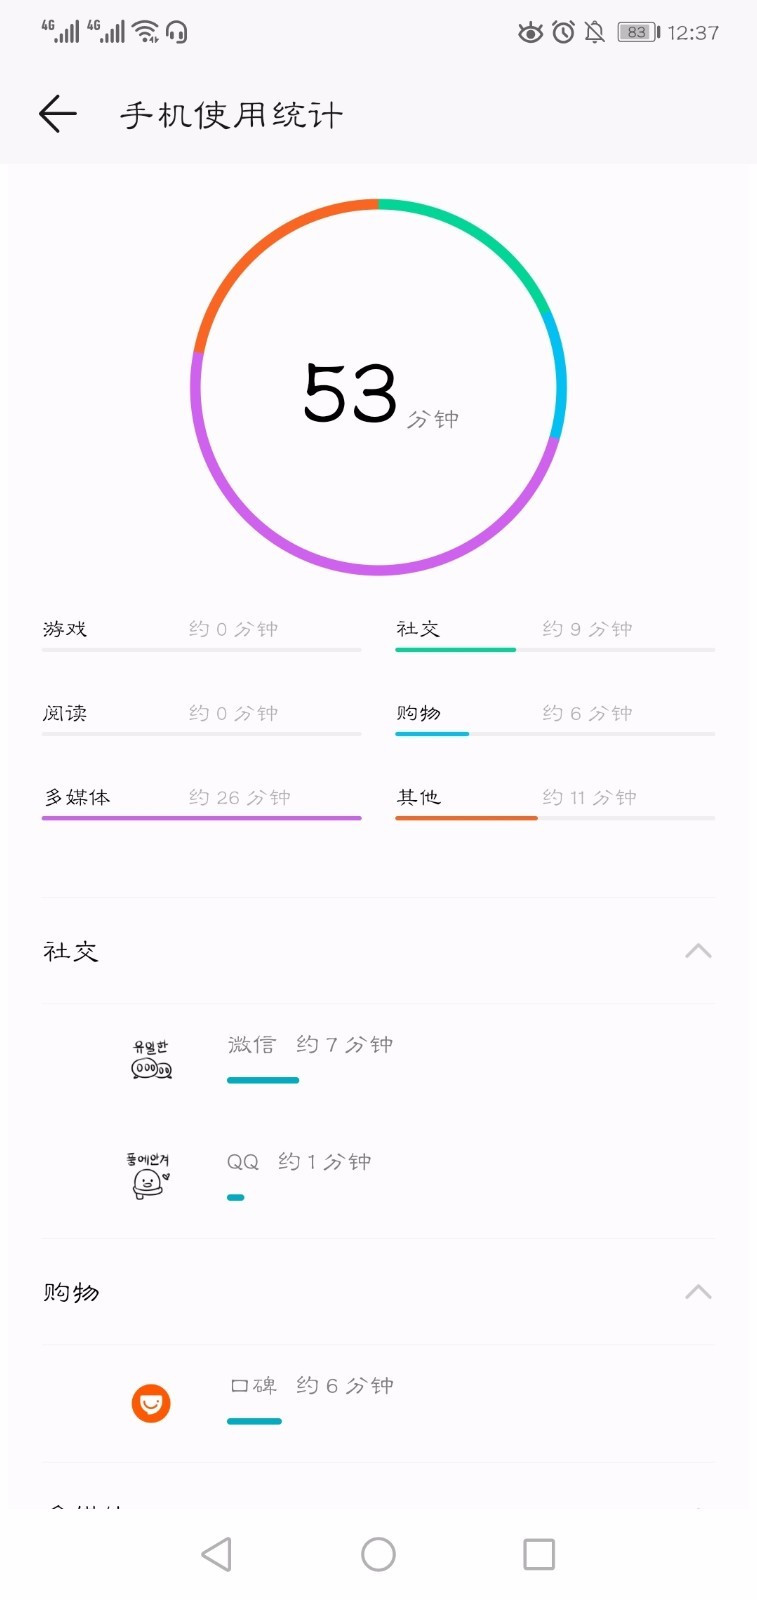 4G 4G 83 12:37
手机使用统计
53 分钟
游戏 约 0 分钟 社交 约 9 分钟
阅读 约 0 分钟 购物 约 6 分钟
多媒体 约 26 分钟 其他 约 11 分钟
社交
유일한
微信 约 7 分钟
품에안겨
QQ 约 1 分钟
购物
口碑 约 6 分钟